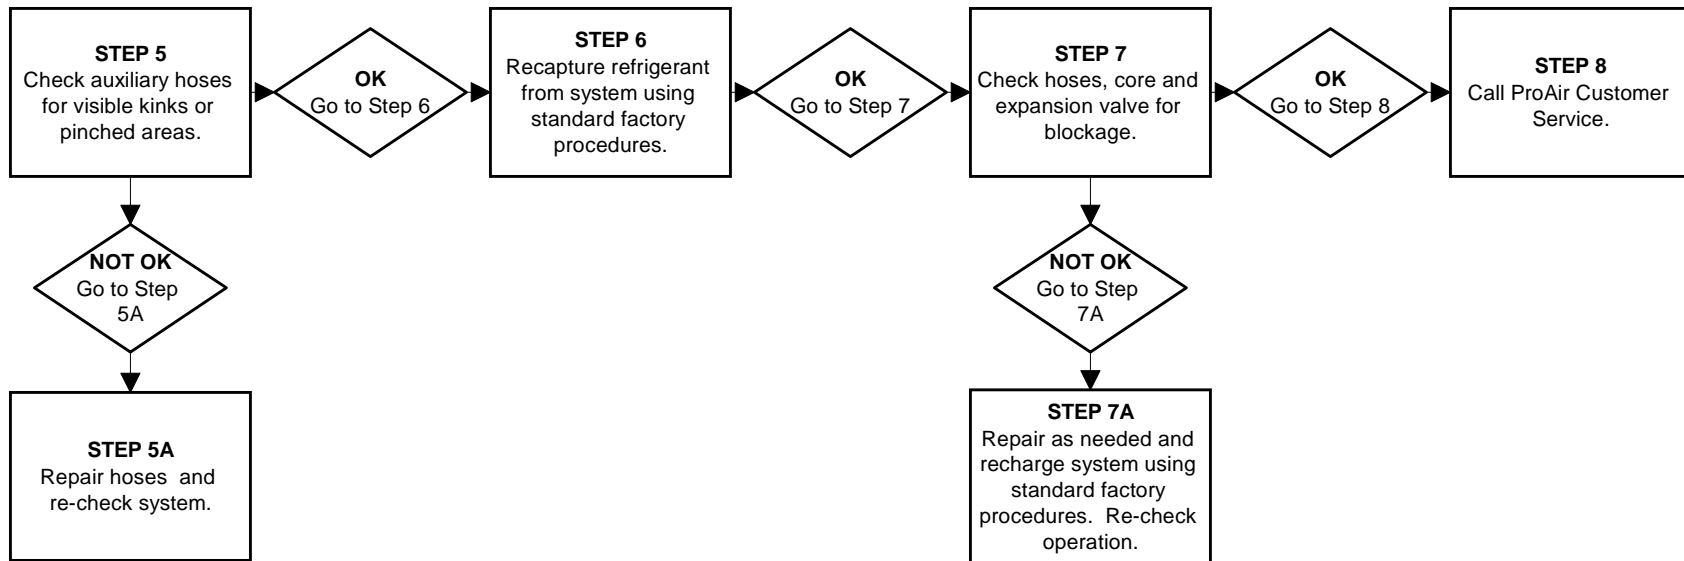 STEP 5
Check auxiliary hoses
for visible kinks or
pinched areas.
OK
Go to Step 6
STEP 6
Recapture refrigerant
from system using
standard factory
procedures.
OK
Go to Step 7
STEP 7
Check hoses, core and
expansion valve for
blockage.
OK
Go to Step 8
STEP 8
Call ProAir Customer
Service.
NOT OK
Go to Step
5A
NOT OK
Go to Step
7A
STEP 5A
Repair hoses and
re-check system.
STEP 7A
Repair as needed and
recharge system using
standard factory
procedures. Re-check
operation.